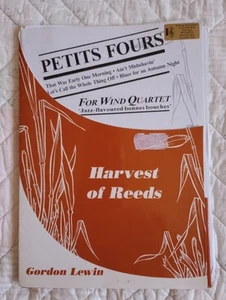 PETITS FOURS
That Was Early One Morning • Ain't Misbehavin'
Let's Call the Whole Thing Off • Blues for an Autumn Night
FOR WIND QUARTET
'Jazz-flavoured bonnes bouches'
Harvest
of Reeds
Gordon Lewin